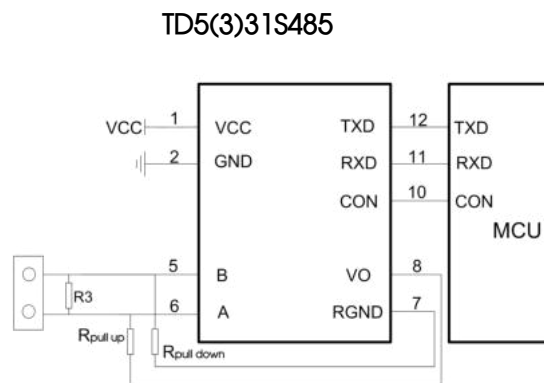 TD5(3)31S485
VCC 1 VCC TXD 12 TXD
2 GND RXD 11 RXD
CON 10 CON
MCU
5 B VO 8
R3
6 A RGND 7
Rpull up
Rpull down